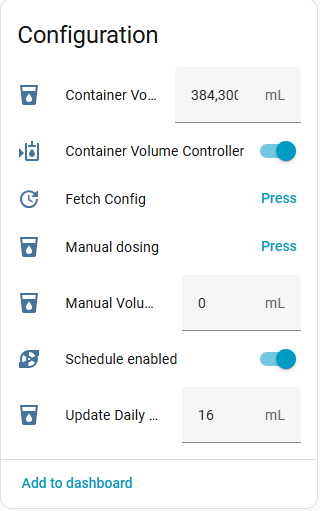 Configuration
Container Vo... 384,300 mL
Container Volume Controller
Fetch Config Press
Manual dosing Press
Manual Volu... 0 mL
Schedule enabled
Update Daily ... 16 mL
Add to dashboard